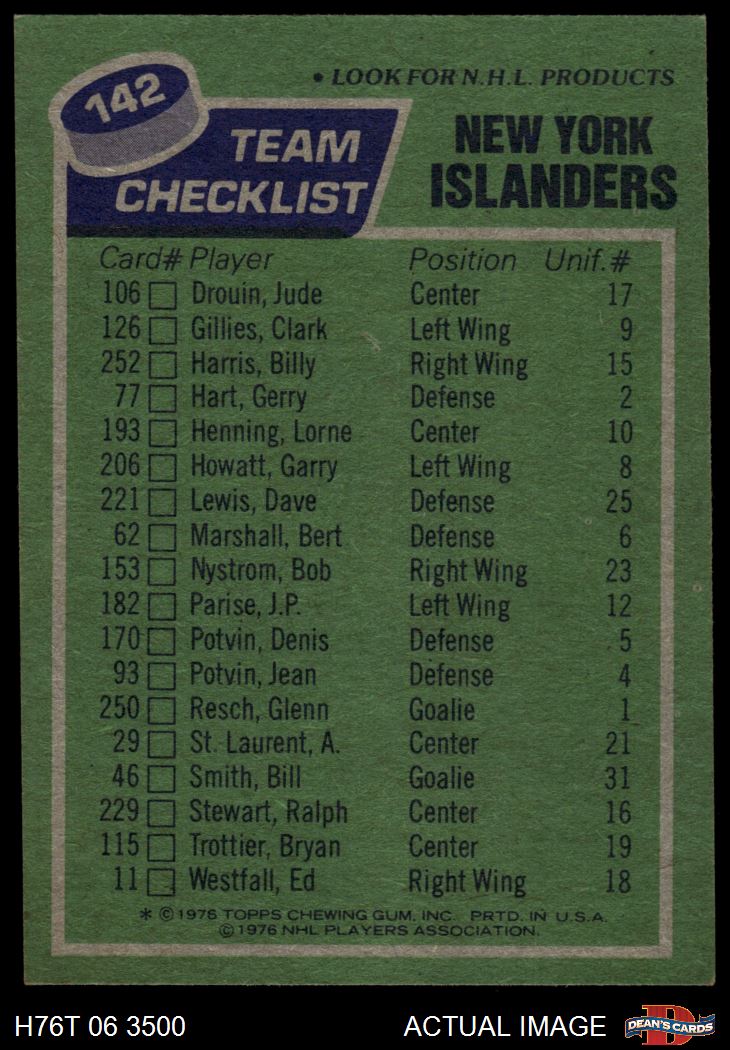 • LOOK FOR N.H.L. PRODUCTS
142
TEAM CHECKLIST
NEW YORK ISLANDERS
Card# Player Position Unif.#
106 Drouin, Jude Center 17
126 Gillies, Clark Left Wing 9
252 Harris, Billy Right Wing 15
77 Hart, Gerry Defense 2
193 Henning, Lorne Center 10
206 Howatt, Garry Left Wing 8
221 Lewis, Dave Defense 25
62 Marshall, Bert Defense 6
153 Nystrom, Bob Right Wing 23
182 Parise, J.P. Left Wing 12
170 Potvin, Denis Defense 5
93 Potvin, Jean Defense 4
250 Resch, Glenn Goalie 1
29 St. Laurent, A. Center 21
46 Smith, Bill Goalie 31
229 Stewart, Ralph Center 16
115 Trottier, Bryan Center 19
11 Westfall, Ed Right Wing 18
* © 1976 TOPPS CHEWING GUM, INC. PRTD. IN U.S.A.
© 1976 NHL PLAYERS ASSOCIATION.
H76T 06 3500 ACTUAL IMAGE DEAN'S CARDS